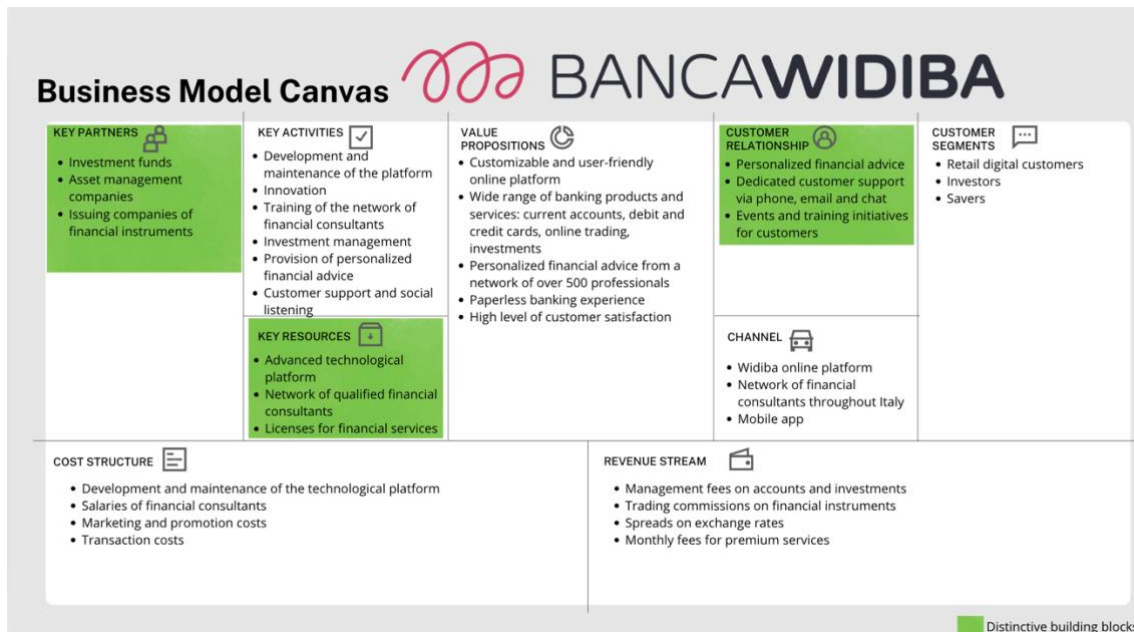 Business Model Canvas
BANCAWIDIBA
KEY PARTNERS
• Investment funds
• Asset management
companies
• Issuing companies of
financial instruments
KEY ACTIVITIES
• Development and
maintenance of the platform
• Innovation
• Training of the network of
financial consultants
• Investment management
• Provision of personalized
financial advice
• Customer support and social
listening
KEY RESOURCES
• Advanced technological
platform
• Network of qualified financial
consultants
• Licenses for financial services
VALUE
PROPOSITIONS
• Customizable and user-friendly
online platform
• Wide range of banking products and
services: current accounts, debit and
credit cards, online trading,
investments
• Personalized financial advice from a
network of over 500 professionals
• Paperless banking experience
• High level of customer satisfaction
CUSTOMER
RELATIONSHIP
• Personalized financial advice
• Dedicated customer support
via phone, email and chat
• Events and training initiatives
for customers
CHANNEL
• Widiba online platform
• Network of financial
consultants throughout Italy
• Mobile app
CUSTOMER
SEGMENTS
• Retail digital customers
• Investors
• Savers
COST STRUCTURE
• Development and maintenance of the technological platform
• Salaries of financial consultants
• Marketing and promotion costs
• Transaction costs
REVENUE STREAM
• Management fees on accounts and investments
• Trading commissions on financial instruments
• Spreads on exchange rates
• Monthly fees for premium services
Distinctive building blocks